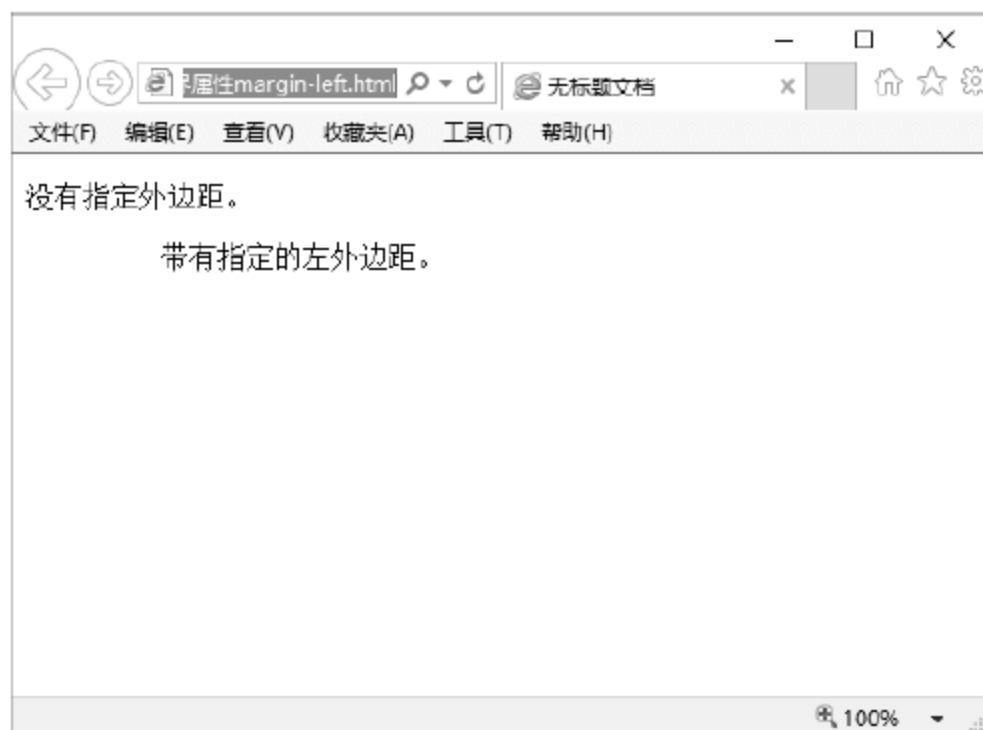 属性margin-left.html
无标题文档
文件(F) 编辑(E) 查看(V) 收藏夹(A) 工具(T) 帮助(H)
没有指定外边距。
带有指定的左外边距。
100%